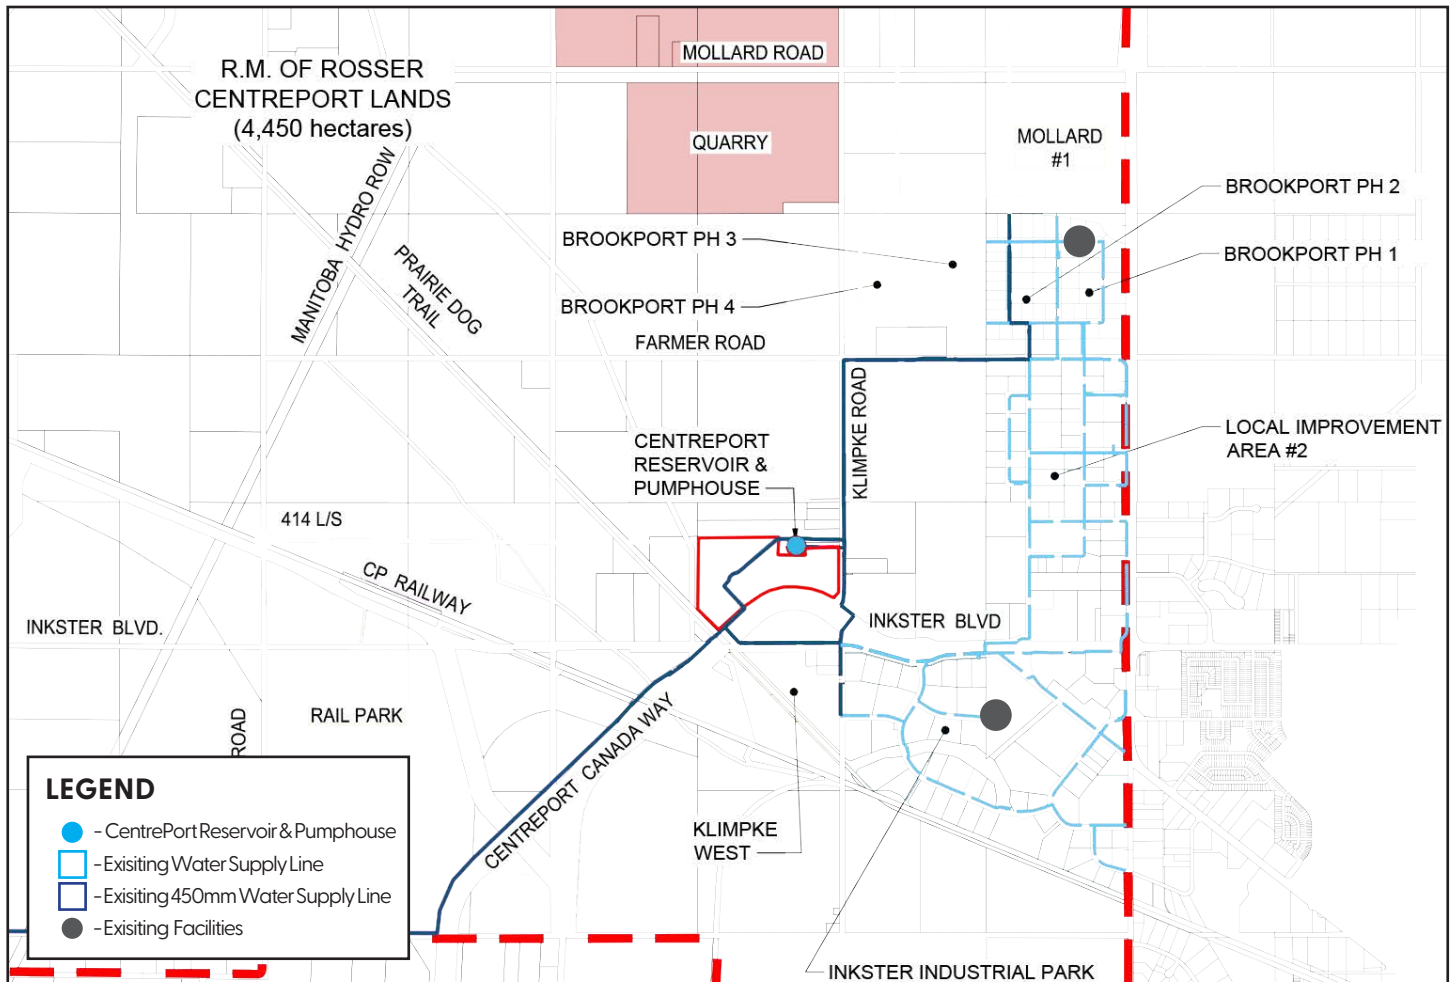 MOLLARD ROAD
R.M. OF ROSSER
CENTREPORT LANDS
(4,450 hectares)
QUARRY
MOLLARD
#1
MANITOBA HYDRO ROW
BROOKPORT PH 2
BROOKPORT PH 3
BROOKPORT PH 1
PRAIRIE DOG
TRAIL
BROOKPORT PH 4
FARMER ROAD
KLIMPKE ROAD
CENTREPORT
RESERVOIR &
PUMPHOUSE
LOCAL IMPROVEMENT
AREA #2
414 L/S
CP RAILWAY
INKSTER BLVD.
INKSTER BLVD
RAIL PARK
ROAD
CENTREPORT CANADA WAY
KLIMPKE
WEST
INKSTER INDUSTRIAL PARK
LEGEND
- CentrePort Reservoir & Pumphouse
- Exisiting Water Supply Line
- Exisiting 450mm Water Supply Line
- Exisiting Facilities